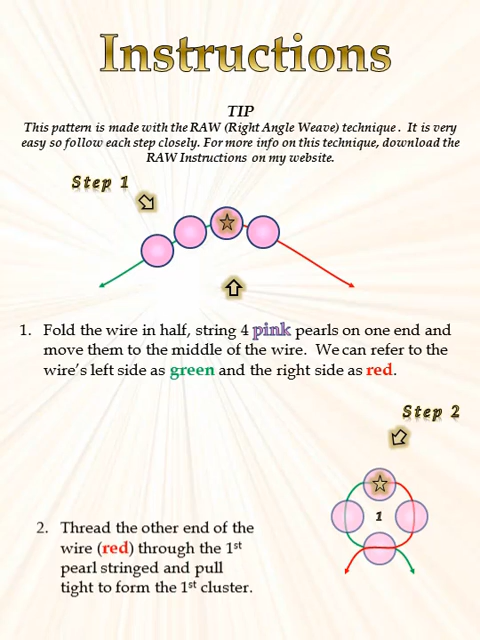 Instructions
TIP
This pattern is made with the RAW (Right Angle Weave) technique . It is very
easy so follow each step closely. For more info on this technique, download the
RAW Instructions on my website.
Step 1
1. Fold the wire in half, string 4 pink pearls on one end and
move them to the middle of the wire. We can refer to the
wire's left side as green and the right side as red.
Step 2
1
2. Thread the other end of the
wire (red) through the 1st
pearl stringed and pull
tight to form the 1st cluster.